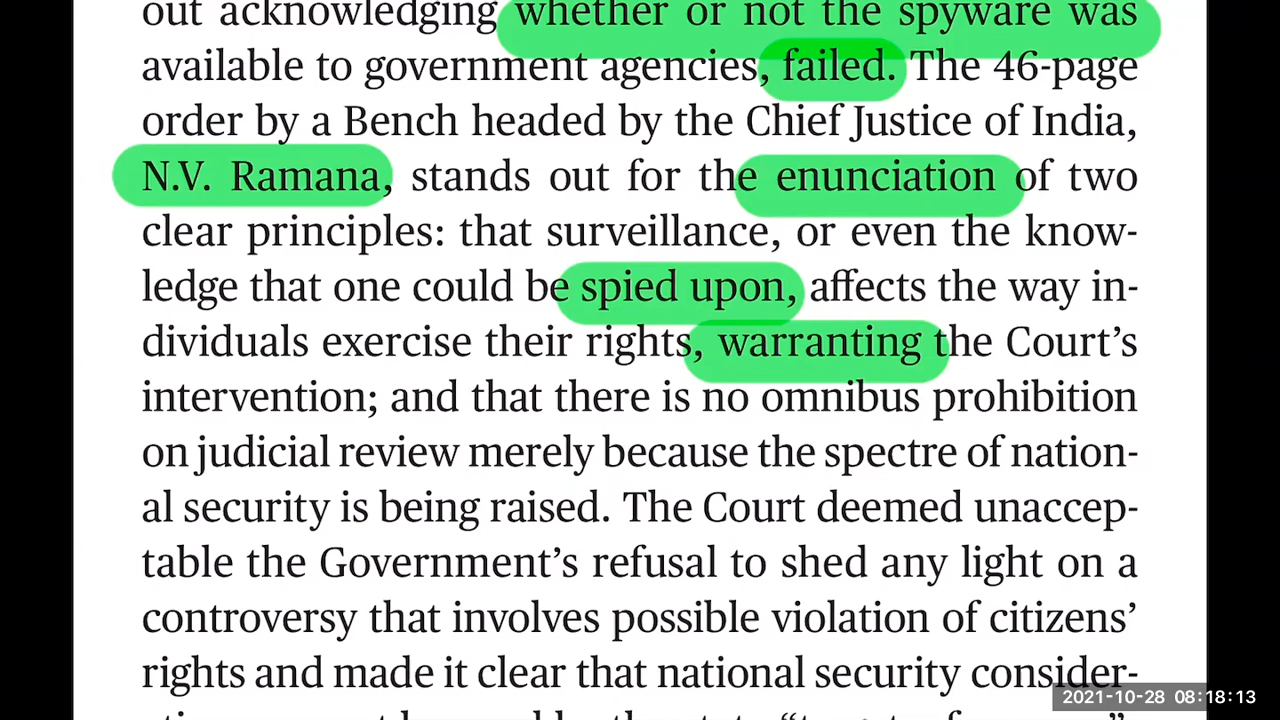 out acknowledging whether or not the spyware was
available to government agencies, failed. The 46-page
order by a Bench headed by the Chief Justice of India,
N.V. Ramana, stands out for the enunciation of two
clear principles: that surveillance, or even the know-
ledge that one could be spied upon, affects the way in-
dividuals exercise their rights, warranting the Court’s
intervention; and that there is no omnibus prohibition
on judicial review merely because the spectre of nation-
al security is being raised. The Court deemed unaccep-
table the Government’s refusal to shed any light on a
controversy that involves possible violation of citizens’
rights and made it clear that national security consider-
2021-10-28 08:18:13